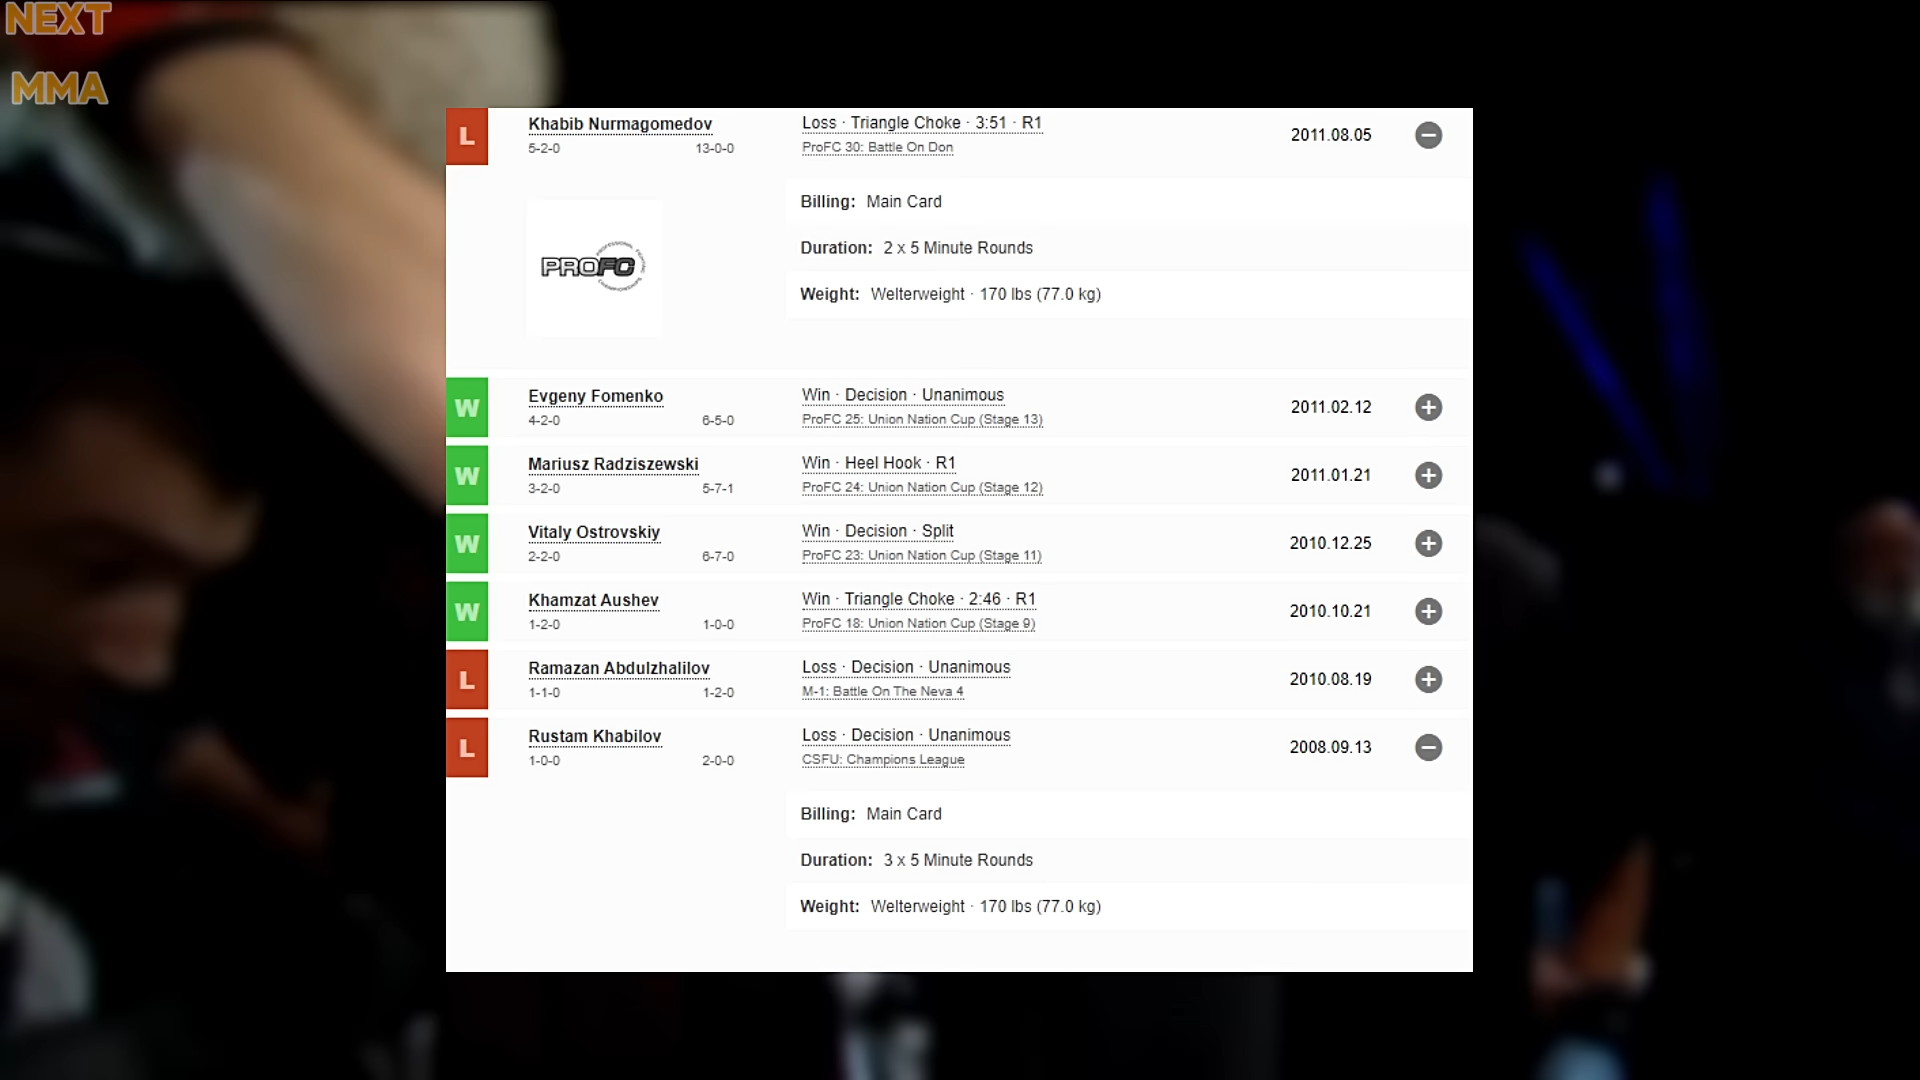 NEXT
MMA
L
Khabib Nurmagomedov
5-2-0 13-0-0
Loss · Triangle Choke · 3:51 · R1
ProFC 30: Battle On Don
2011.08.05
Billing: Main Card
PROFC
Duration: 2 x 5 Minute Rounds
Weight: Welterweight · 170 lbs (77.0 kg)
W
Evgeny Fomenko
4-2-0 6-5-0
Win · Decision · Unanimous
ProFC 25: Union Nation Cup (Stage 13)
2011.02.12
W
Mariusz Radziszewski
3-2-0 5-7-1
Win · Heel Hook · R1
ProFC 24: Union Nation Cup (Stage 12)
2011.01.21
W
Vitaly Ostrovskiy
2-2-0 6-7-0
Win · Decision · Split
ProFC 23: Union Nation Cup (Stage 11)
2010.12.25
W
Khamzat Aushev
1-2-0 1-0-0
Win · Triangle Choke · 2:46 · R1
ProFC 18: Union Nation Cup (Stage 9)
2010.10.21
L
Ramazan Abdulzhalilov
1-1-0 1-2-0
Loss · Decision · Unanimous
M-1: Battle On The Neva 4
2010.08.19
L
Rustam Khabilov
1-0-0 2-0-0
Loss · Decision · Unanimous
CSFU: Champions League
2008.09.13
Billing: Main Card
Duration: 3 x 5 Minute Rounds
Weight: Welterweight · 170 lbs (77.0 kg)